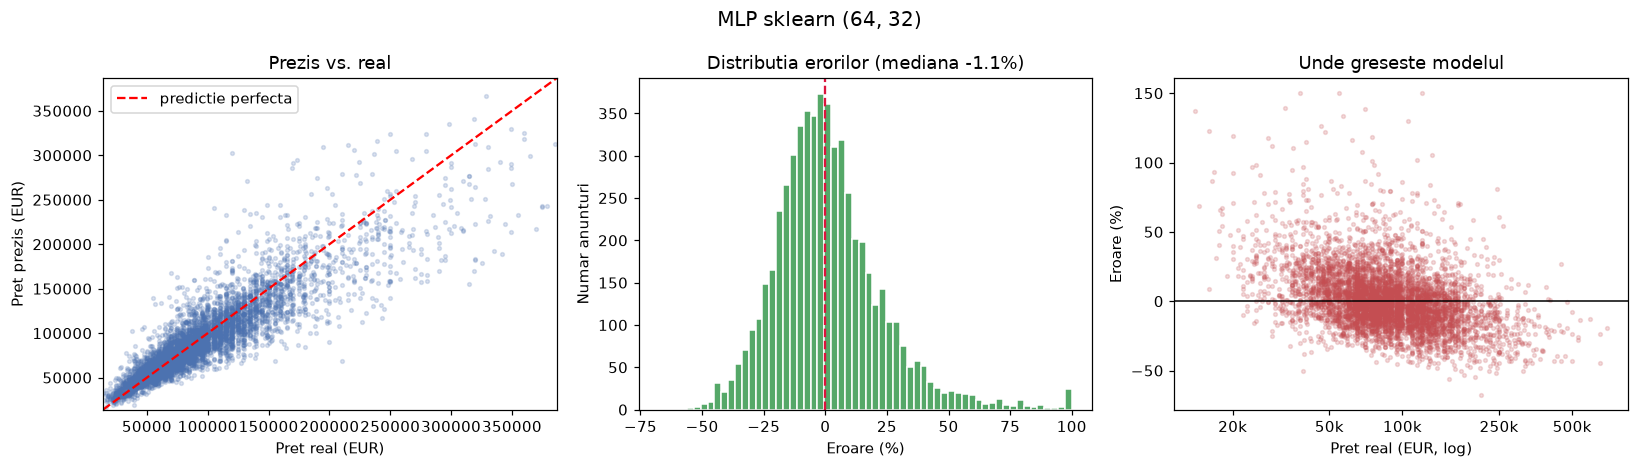 MLP sklearn (64, 32)
Prezis vs. real
predictie perfecta
Pret prezis (EUR)
350000
300000
250000
200000
150000
100000
50000
50000 100000 150000 200000 250000 300000 350000
Pret real (EUR)
Distributia erorilor (mediana -1.1%)
Numar anunturi
350
300
250
200
150
100
50
0
−75 −50 −25 0 25 50 75 100
Eroare (%)
Unde greseste modelul
Eroare (%)
150
100
50
0
−50
20k 50k 100k 250k 500k
Pret real (EUR, log)